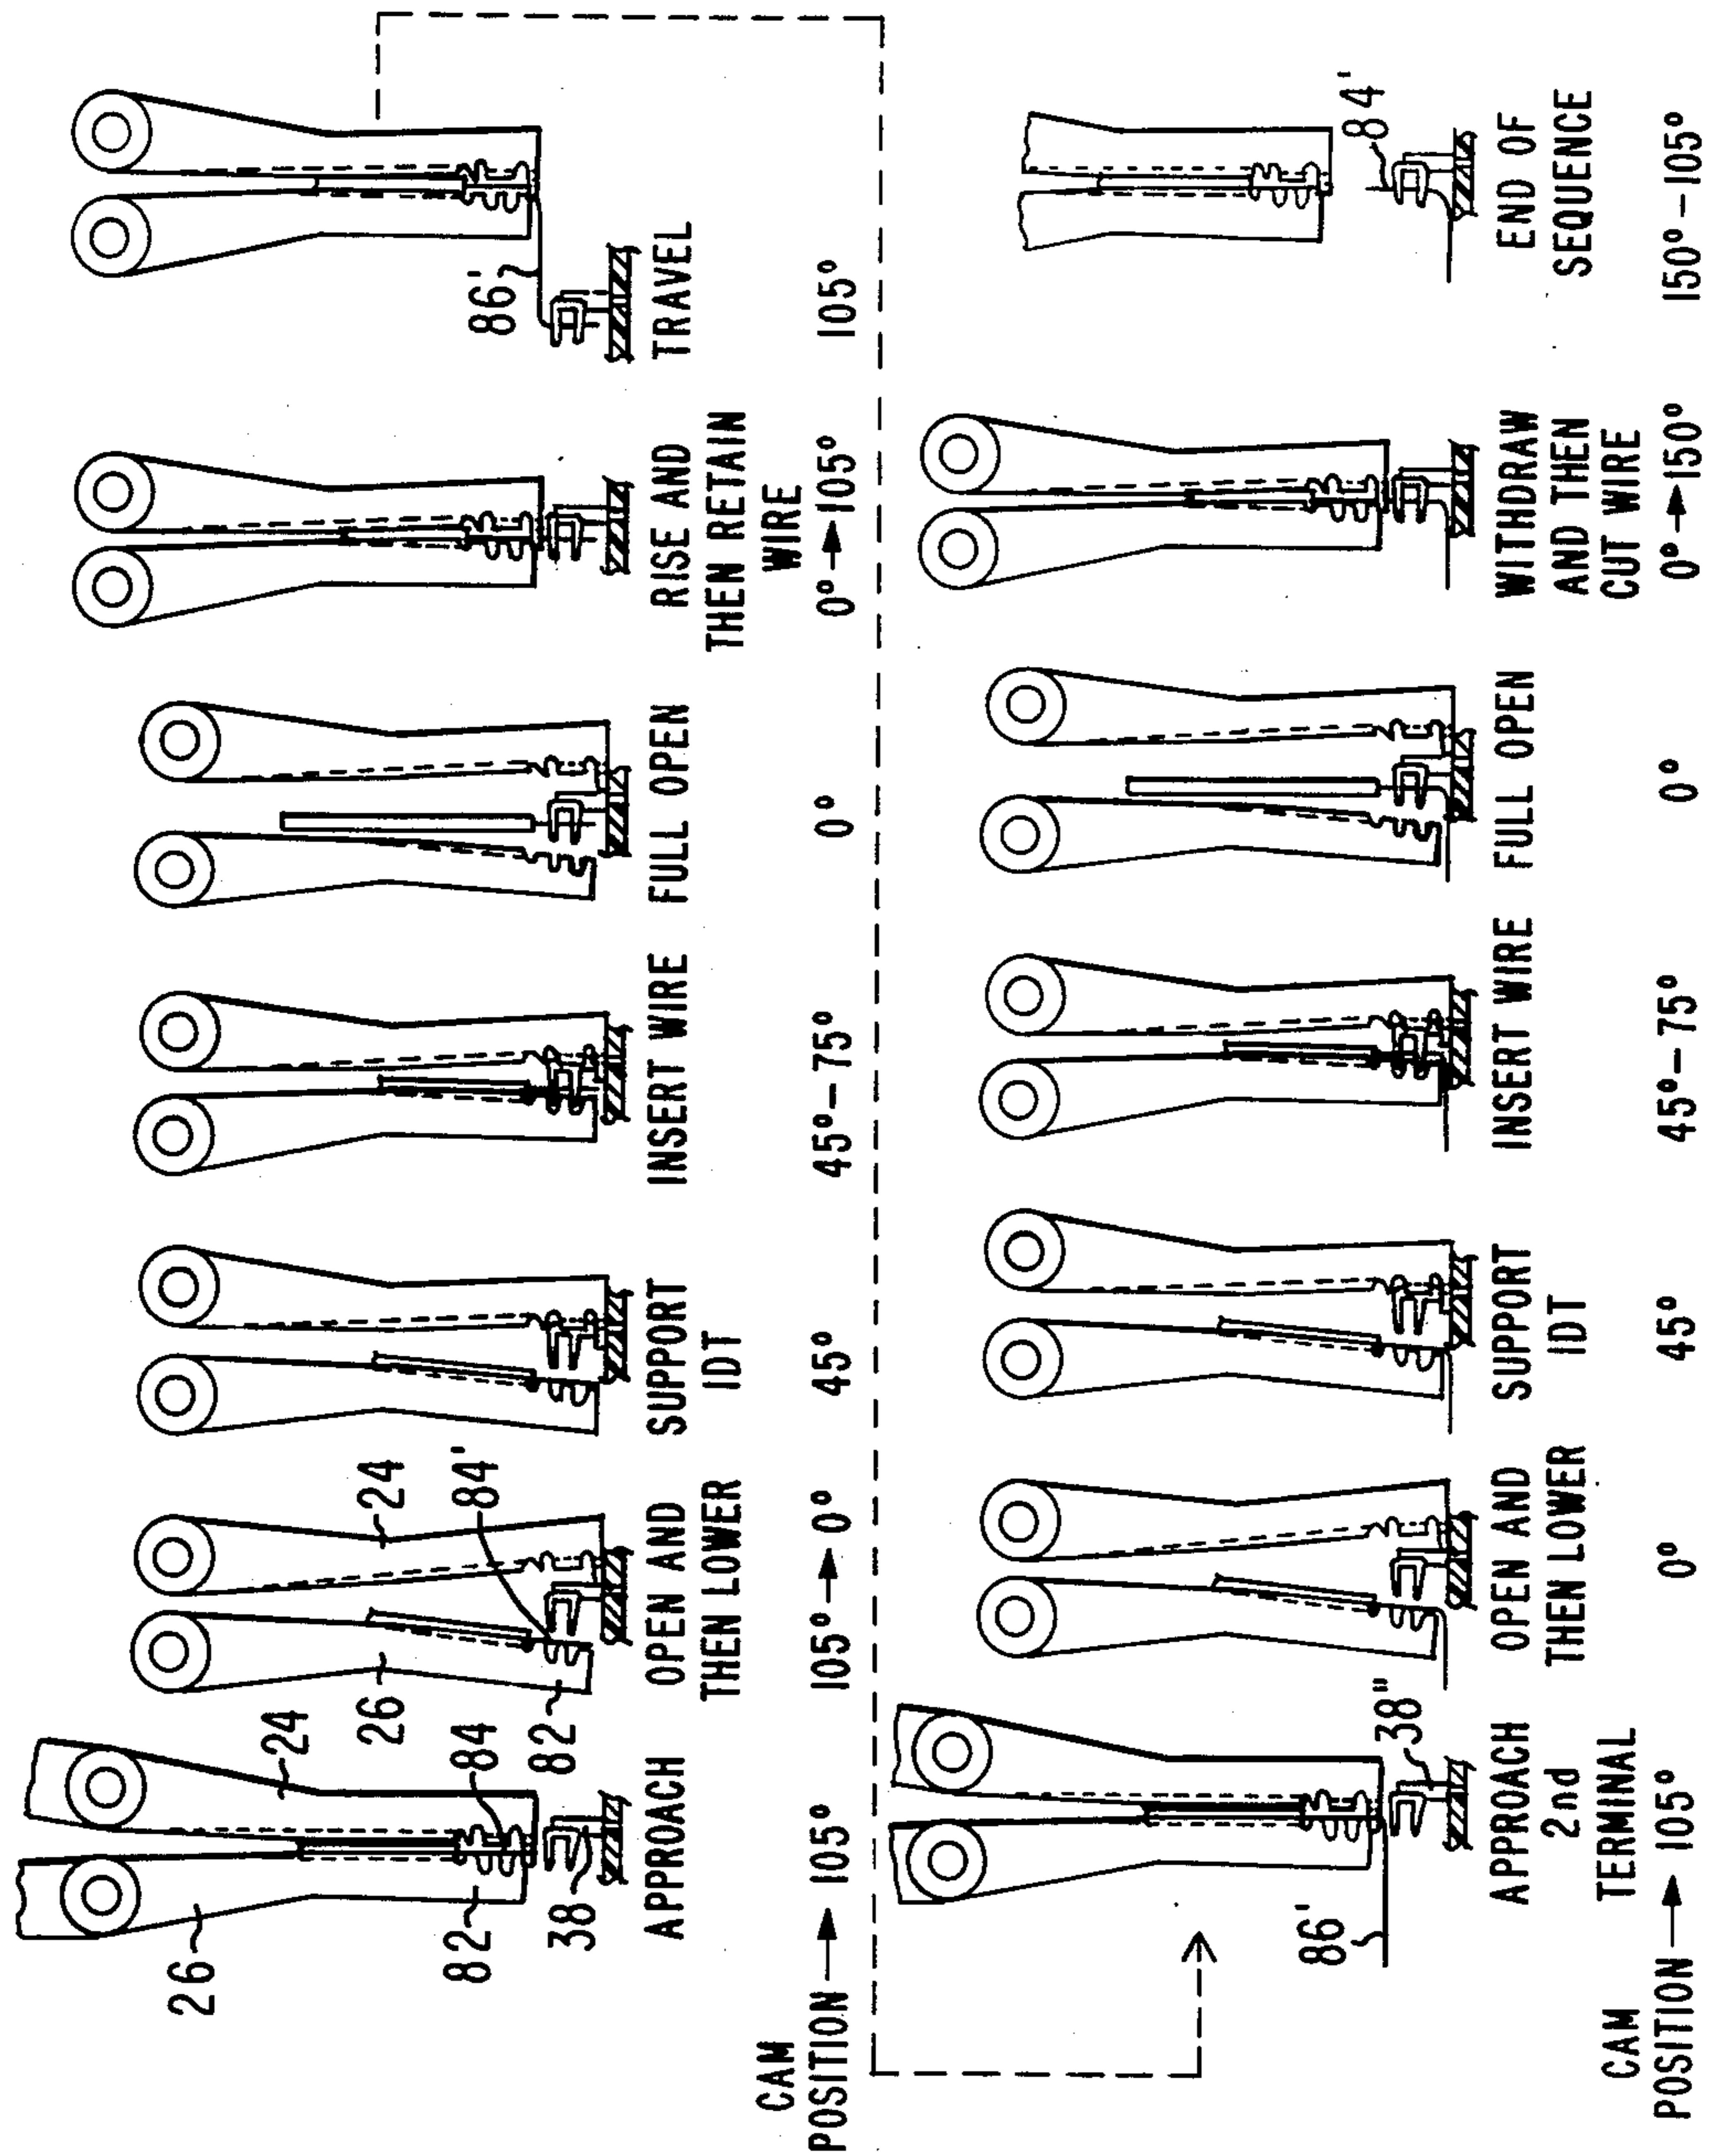 26
24
82
84
38
APPROACH
26
24
82
84'
OPEN AND
THEN LOWER
SUPPORT
IDT
INSERT WIRE
FULL OPEN
RISE AND
THEN RETAIN
WIRE
86'
TRAVEL
CAM
POSITION → 105°
105° → 0°
45°
45°-75°
0°
0° → 105°
105°
86'
38"
APPROACH
2nd
TERMINAL
OPEN AND
THEN LOWER
SUPPORT
IDT
INSERT WIRE
FULL OPEN
WITHDRAW
AND THEN
CUT WIRE
84'
END OF
SEQUENCE
CAM
POSITION → 105°
0°
45°
45°-75°
0°
0° → 150°
150°-105°